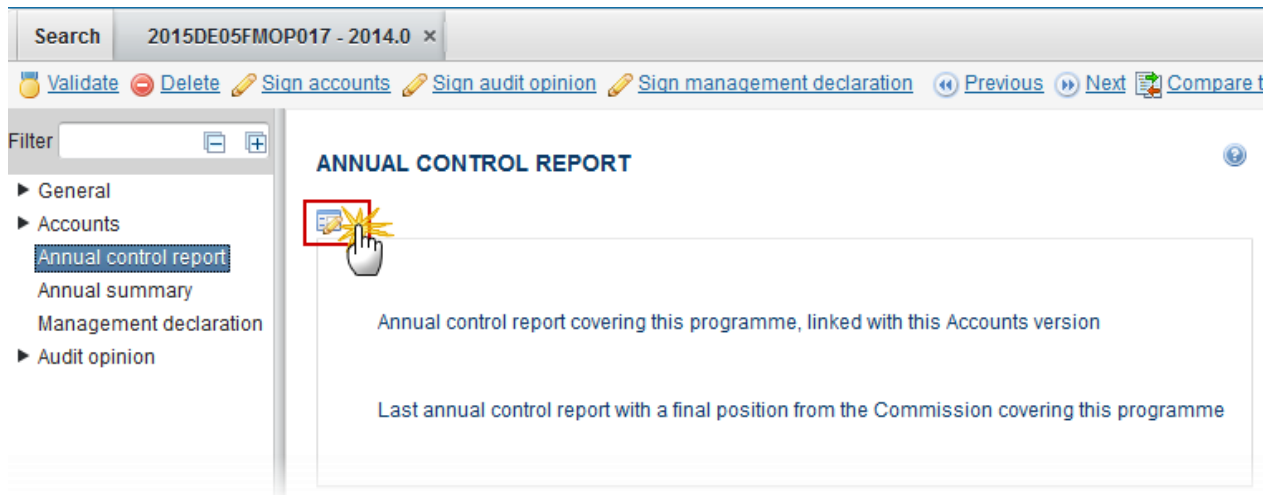 Search 2015DE05FMOP017 - 2014.0 ×
Validate Delete Sign accounts Sign audit opinion Sign management declaration Previous Next Compare t
Filter
ANNUAL CONTROL REPORT
General
Accounts
Annual control report
Annual summary
Management declaration
Audit opinion
Annual control report covering this programme, linked with this Accounts version
Last annual control report with a final position from the Commission covering this programme